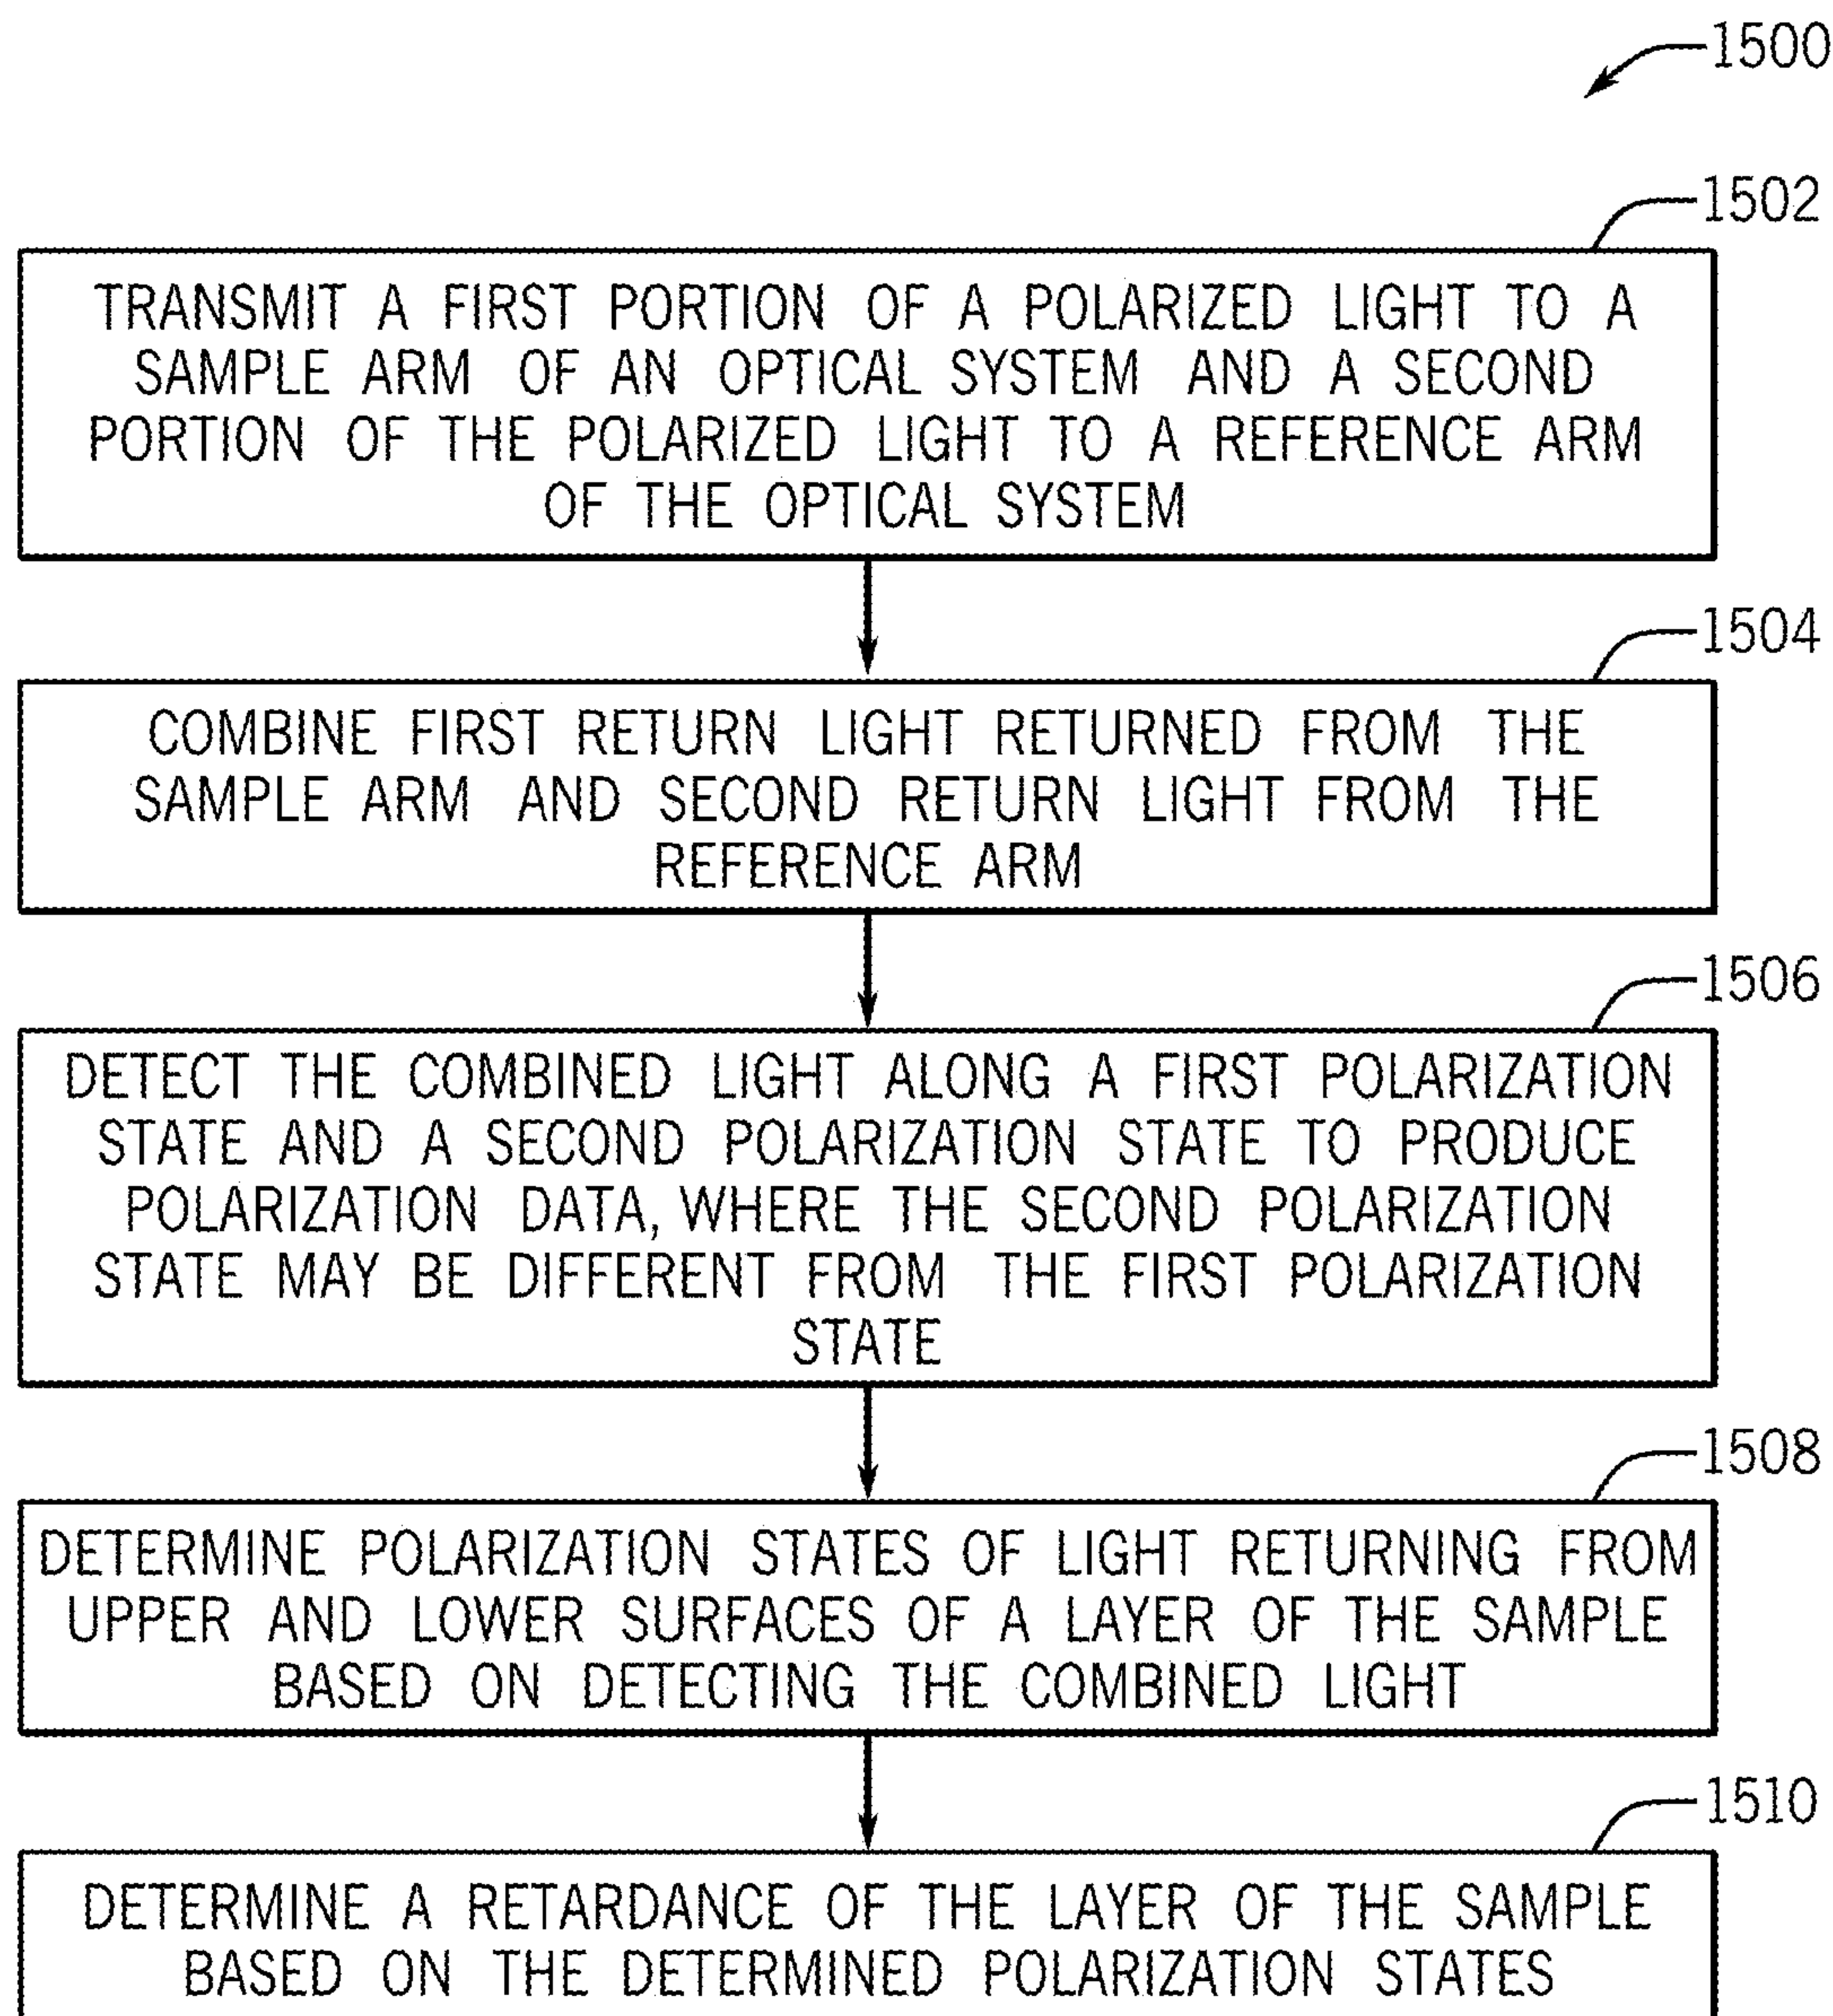 1500
1502
TRANSMIT A FIRST PORTION OF A POLARIZED LIGHT TO A
SAMPLE ARM OF AN OPTICAL SYSTEM AND A SECOND
PORTION OF THE POLARIZED LIGHT TO A REFERENCE ARM
OF THE OPTICAL SYSTEM
1504
COMBINE FIRST RETURN LIGHT RETURNED FROM THE
SAMPLE ARM AND SECOND RETURN LIGHT FROM THE
REFERENCE ARM
1506
DETECT THE COMBINED LIGHT ALONG A FIRST POLARIZATION
STATE AND A SECOND POLARIZATION STATE TO PRODUCE
POLARIZATION DATA, WHERE THE SECOND POLARIZATION
STATE MAY BE DIFFERENT FROM THE FIRST POLARIZATION
STATE
1508
DETERMINE POLARIZATION STATES OF LIGHT RETURNING FROM
UPPER AND LOWER SURFACES OF A LAYER OF THE SAMPLE
BASED ON DETECTING THE COMBINED LIGHT
1510
DETERMINE A RETARDANCE OF THE LAYER OF THE SAMPLE
BASED ON THE DETERMINED POLARIZATION STATES